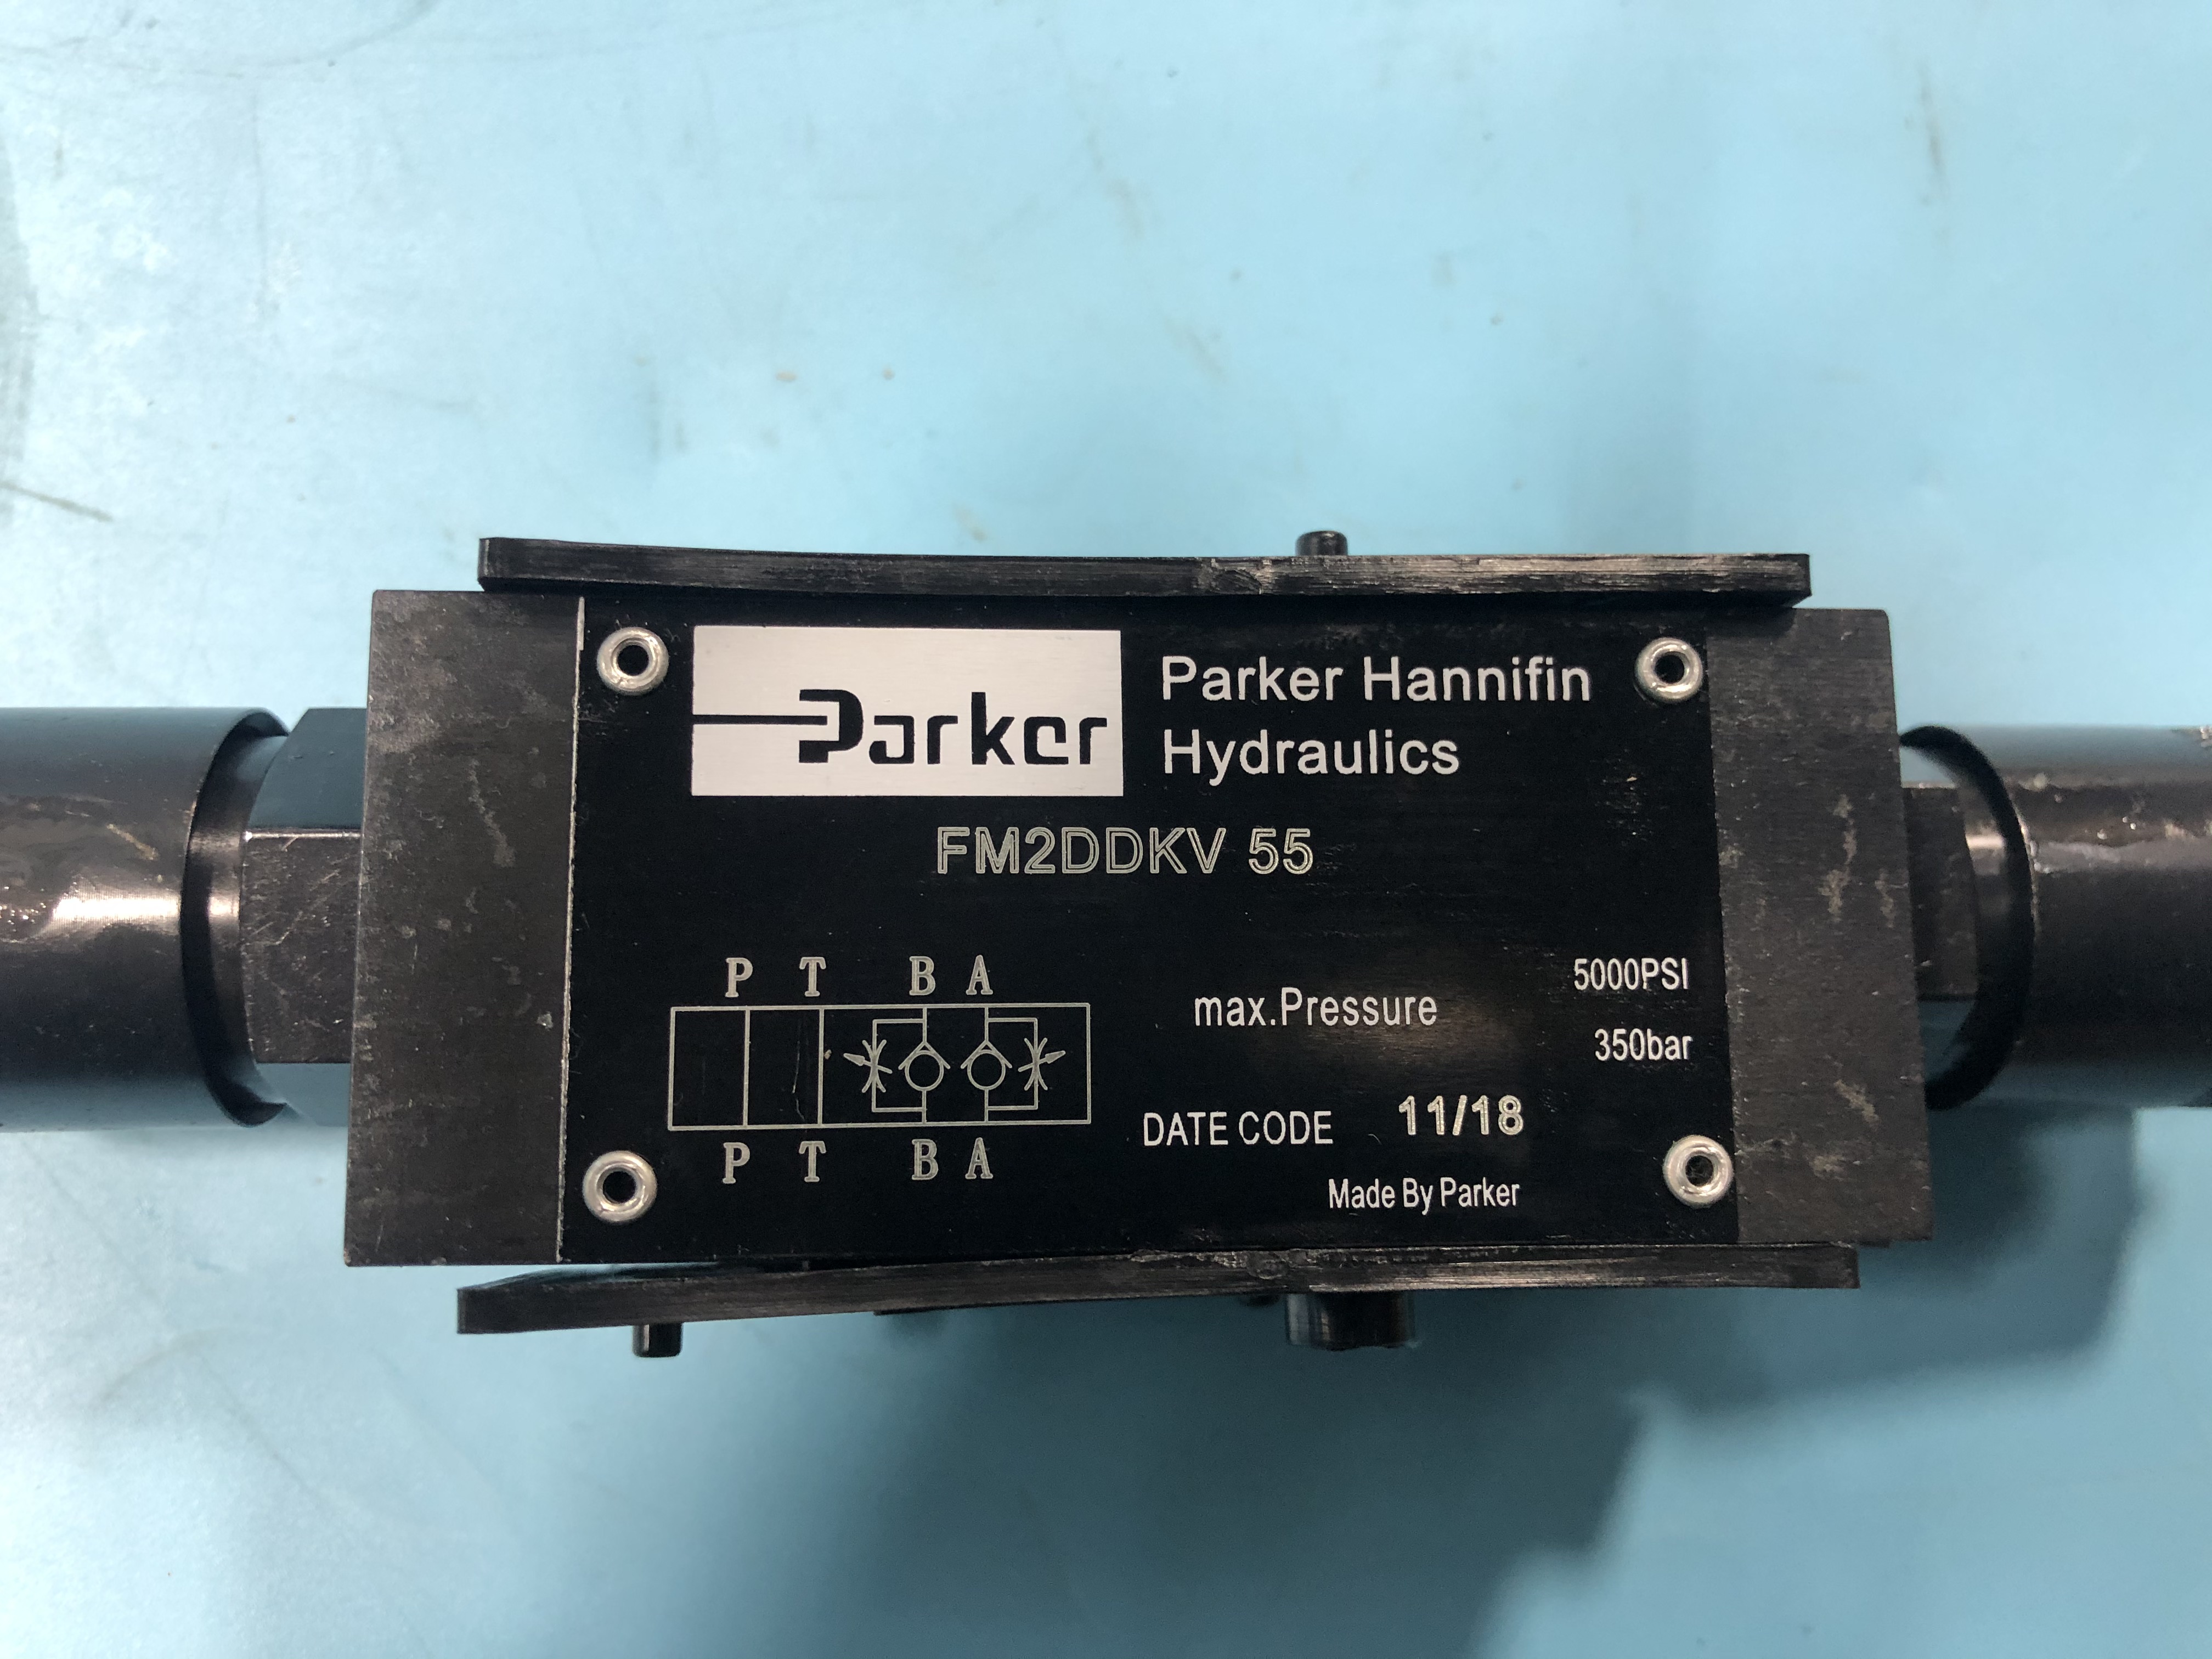 Parker
Parker Hannifin
Hydraulics
FM2DDKV 55
P T B A
P T B A
max.Pressure
5000PSI
350bar
DATE CODE 11/18
Made By Parker